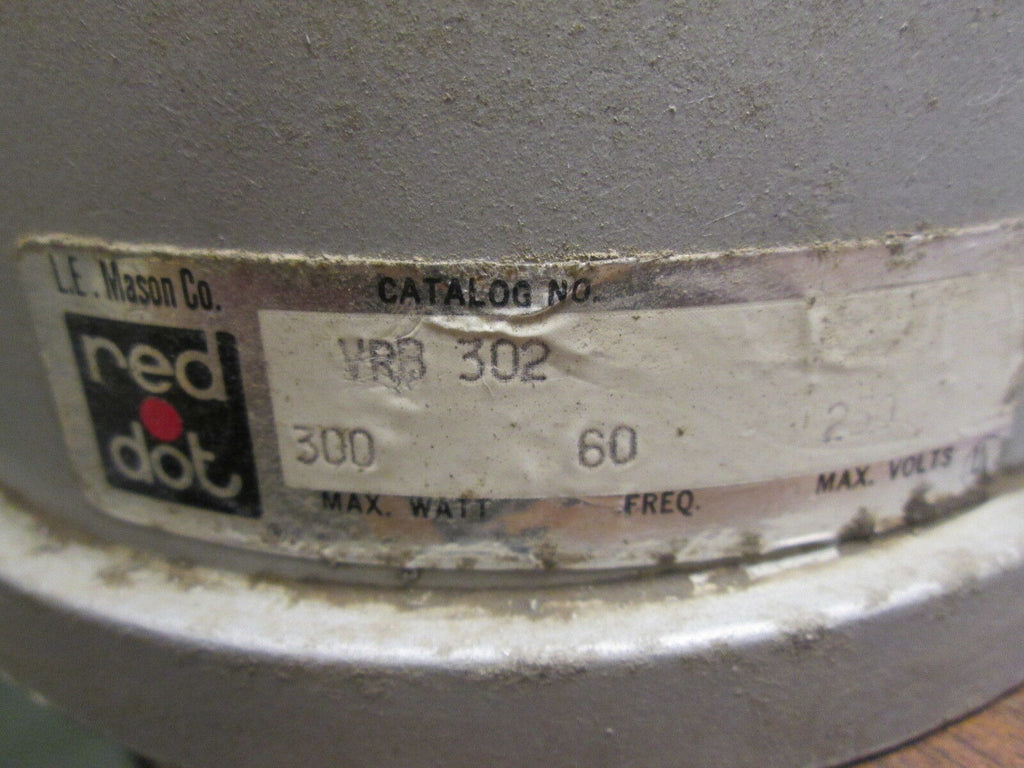 L.E. Mason Co.
CATALOG NO.
red
dot
VRB 302
300
60
MAX. WATT
FREQ.
MAX. VOLTS